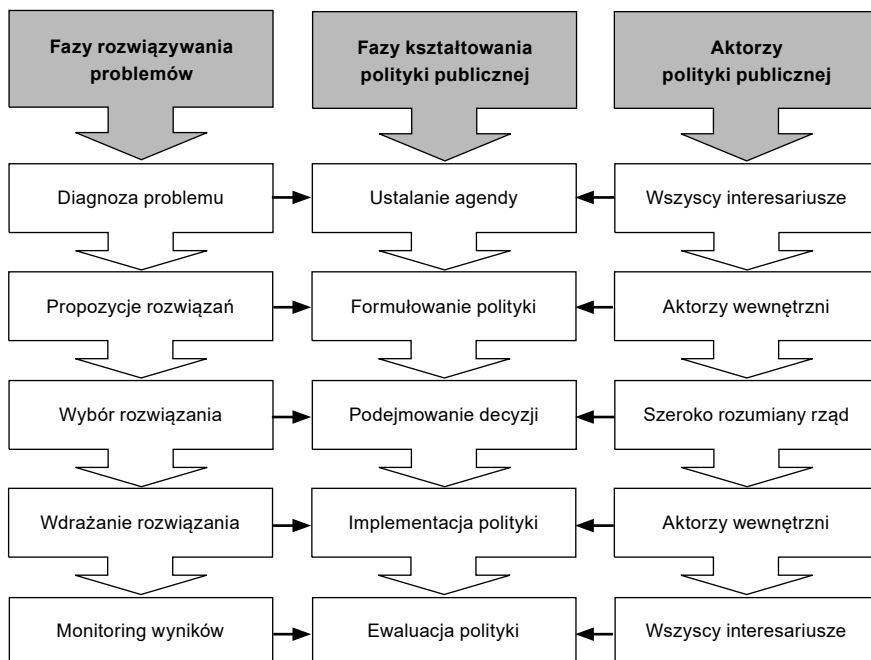 Fazy rozwiązywania
problemów
Fazy kształtowania
polityki publicznej
Aktorzy
polityki publicznej
Diagnoza problemu
Ustalanie agendy
Wszyscy interesariusze
Propozycje rozwiązań
Formułowanie polityki
Aktorzy wewnętrzni
Wybór rozwiązania
Podejmowanie decyzji
Szeroko rozumiany rząd
Wdrażanie rozwiązania
Implementacja polityki
Aktorzy wewnętrzni
Monitoring wyników
Ewaluacja polityki
Wszyscy interesariusze